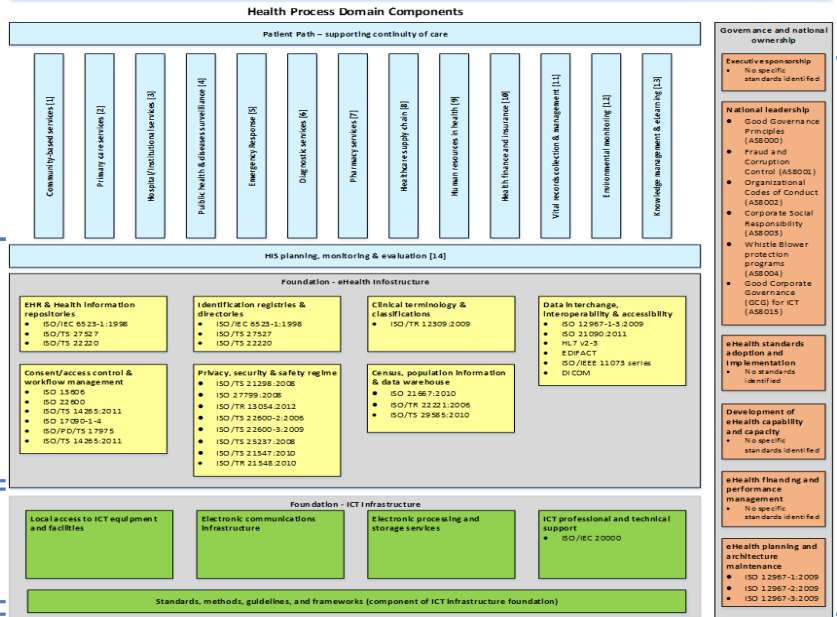 Health Process Domain Components
Patient Path – supporting continuity of care
Community-based services [1]
Primary care services [2]
Hospital/institutional services [3]
Public health & diseases surveillance [4]
Emergency Response [5]
Diagnostic services [6]
Pharmacy services [7]
Healthcare supply chain [8]
Human resources in health [9]
Health finance and insurance [10]
Vital records collection & management [11]
Environmental monitoring [12]
Knowledge management & eLearning [13]
HIS planning, monitoring & evaluation [14]
Foundation - eHealth Infostructure
EHR & Health Information
repositories
• ISO/IEC 6523-1:1998
• ISO/TS 27527
• ISO/TS 22220
Identification registries &
directories
• ISO/IEC 6523-1:1998
• ISO/TS 27527
• ISO/TS 22220
Clinical terminology &
classifications
• ISO/TR 12309:2009
Data interchange,
interoperability & accessibility
• ISO 12967-1-3:2009
• ISO 21090:2011
• HL7 v2-3
• EDIFACT
• ISO/IEEE 11073 series
• DICOM
Consent/access control &
workflow management
• ISO 13606
• ISO 22600
• ISO/TS 14265:2011
• ISO 17090-1-4
• ISO/PD/TS 17975
• ISO/TS 14265:2011
Privacy, security & safety regime
• ISO/TS 21298:2008
• ISO 27799:2008
• ISO/TR 13054:2012
• ISO/TS 22600-2:2006
• ISO/TS 22600-3:2009
• ISO/TS 25237:2008
• ISO/TS 21547:2010
• ISO/TR 21548:2010
Census, population information
& data warehouse
• ISO 21667:2010
• ISO/TR 22221:2006
• ISO/TS 29585:2010
Foundation - ICT Infrastructure
Local access to ICT equipment
and facilities
Electronic communications
infrastructure
Electronic processing and
storage services
ICT professional and technical
support
• ISO/IEC 20000
Standards, methods, guidelines, and frameworks (component of ICT infrastructure foundation)
Governance and national
ownership
Executive sponsorship
• No specific
standards identified
National leadership
• Good Governance
Principles
(AS8000)
• Fraud and
Corruption
Control (AS8001)
• Organizational
Codes of Conduct
(AS8002)
• Corporate Social
Responsibility
(AS8003)
• Whistle Blower
protection
programs
(AS8004)
• Good Corporate
Governance
(GCG) for ICT
(AS8015)
eHealth standards
adoption and
implementation
• No standards
identified
Development of
eHealth capability
and capacity
• No specific
standards identified
eHealth financing and
performance
management
• No specific
standards identified
eHealth planning and
architecture
maintenance
• ISO 12967-1:2009
• ISO 12967-2:2009
• ISO 12967-3:2009